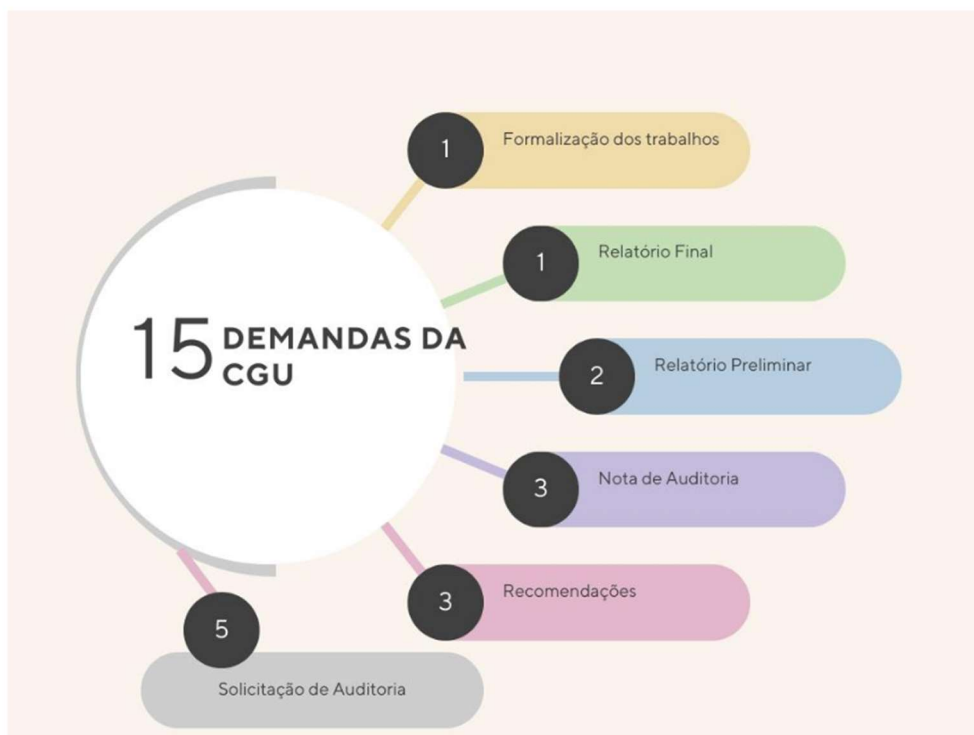 1
Formalização dos trabalhos
1
Relatório Final
15 DEMANDAS DA
CGU
2
Relatório Preliminar
3
Nota de Auditoria
3
Recomendações
5
Solicitação de Auditoria